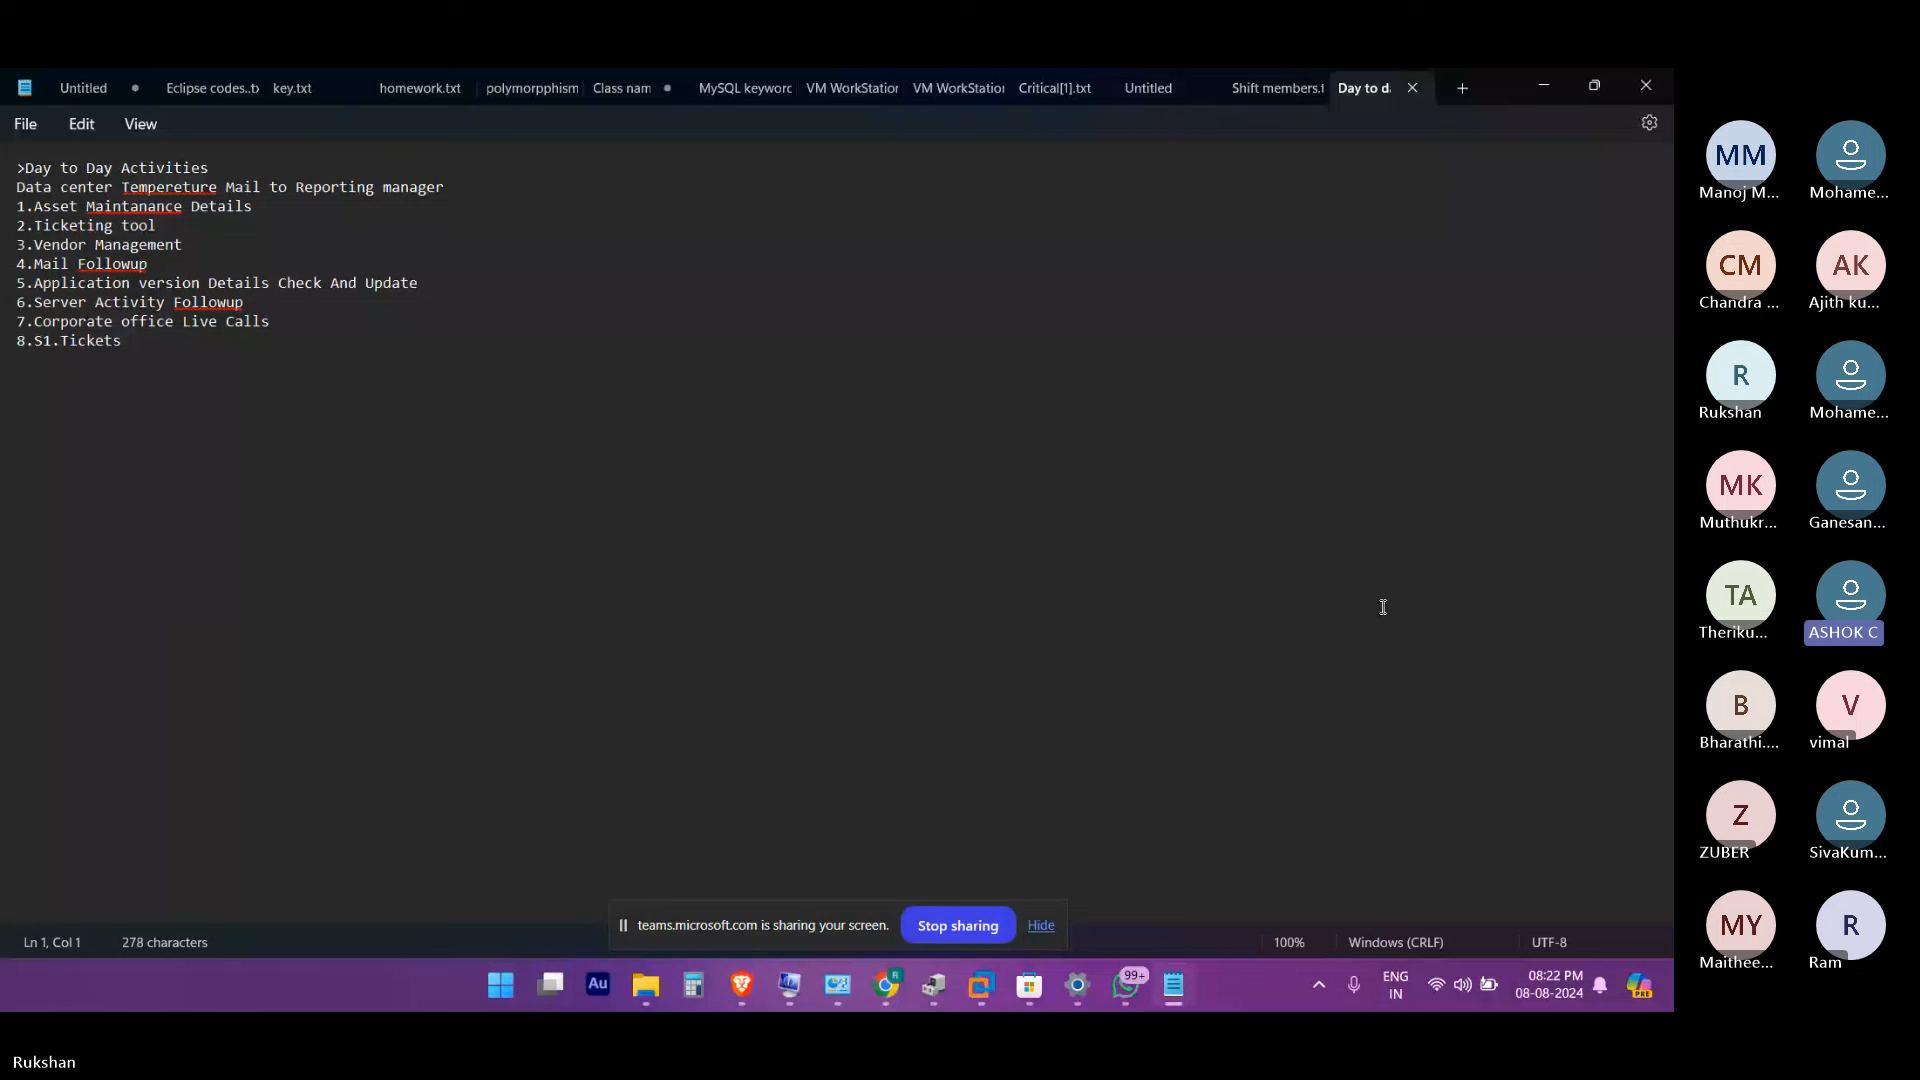 Untitled
Eclipse codes..t
key.txt
homework.txt
polymorpphism
Class nam
MySQL keyword
VM WorkStation
VM WorkStation
Critical[1].txt
Untitled
Shift members.t
Day to d
File Edit View
>Day to Day Activities
Data center Tempereture Mail to Reporting manager
1.Asset Maintanance Details
2.Ticketing tool
3.Vendor Management
4.Mail Followup
5.Application version Details Check And Update
6.Server Activity Followup
7.Corporate office Live Calls
8.S1.Tickets
teams.microsoft.com is sharing your screen.
Stop sharing
Hide
Ln 1, Col 1
278 characters
100%
Windows (CRLF)
UTF-8
Au
R
99+
ENG
IN
08:22 PM
08-08-2024
PRE
MM
Manoj M...
Mohame...
CM
Chandra ...
AK
Ajith ku...
R
Rukshan
Mohame...
MK
Muthukr...
Ganesan...
TA
Theriku...
ASHOK C
B
Bharathi....
V
vimal
Z
ZUBER
SivaKum...
MY
Maithee...
R
Ram
Rukshan